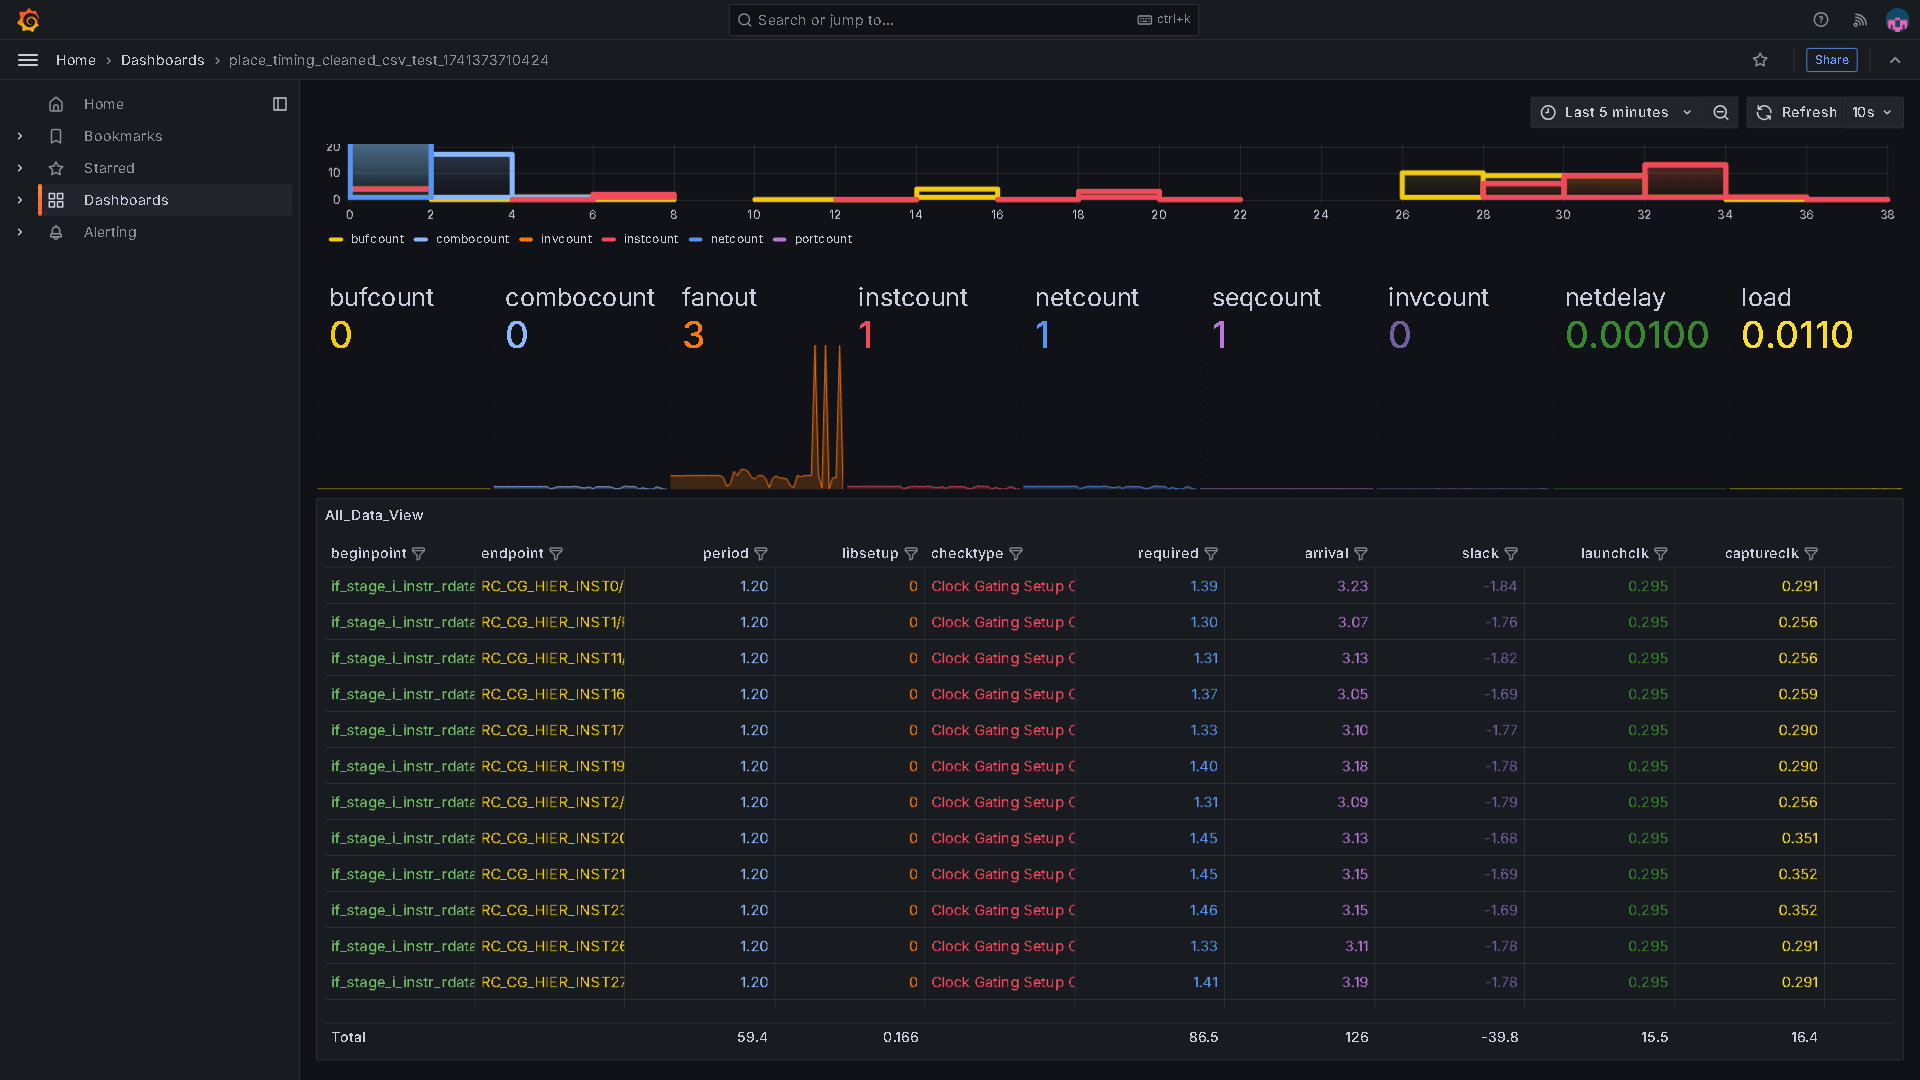 Search or jump to... ctrl+k
Home › Dashboards › place_timing_cleaned_csv_test_1741373710424 Share
Home
Bookmarks
Starred
Dashboards
Alerting
Last 5 minutes Refresh 10s
20
10
0
0 2 4 6 8 10 12 14 16 18 20 22 24 26 28 30 32 34 36 38
bufcount combocount invcount instcount netcount portcount
bufcount combocount fanout instcount netcount seqcount invcount netdelay load
0 0 3 1 1 1 0 0.00100 0.0110
All_Data_View
beginpoint endpoint period libsetup checktype required arrival slack launchclk captureclk
if_stage_i_instr_rdata RC_CG_HIER_INST0/ 1.20 0 Clock Gating Setup 1.39 3.23 -1.84 0.295 0.291
if_stage_i_instr_rdata RC_CG_HIER_INST1/ 1.20 0 Clock Gating Setup 1.30 3.07 -1.76 0.295 0.256
if_stage_i_instr_rdata RC_CG_HIER_INST11/ 1.20 0 Clock Gating Setup 1.31 3.13 -1.82 0.295 0.256
if_stage_i_instr_rdata RC_CG_HIER_INST16 1.20 0 Clock Gating Setup 1.37 3.05 -1.69 0.295 0.259
if_stage_i_instr_rdata RC_CG_HIER_INST17 1.20 0 Clock Gating Setup 1.33 3.10 -1.77 0.295 0.290
if_stage_i_instr_rdata RC_CG_HIER_INST19 1.20 0 Clock Gating Setup 1.40 3.18 -1.78 0.295 0.290
if_stage_i_instr_rdata RC_CG_HIER_INST2/ 1.20 0 Clock Gating Setup 1.31 3.09 -1.79 0.295 0.256
if_stage_i_instr_rdata RC_CG_HIER_INST20 1.20 0 Clock Gating Setup 1.45 3.13 -1.68 0.295 0.351
if_stage_i_instr_rdata RC_CG_HIER_INST21 1.20 0 Clock Gating Setup 1.45 3.15 -1.69 0.295 0.352
if_stage_i_instr_rdata RC_CG_HIER_INST23 1.20 0 Clock Gating Setup 1.46 3.15 -1.69 0.295 0.352
if_stage_i_instr_rdata RC_CG_HIER_INST26 1.20 0 Clock Gating Setup 1.33 3.11 -1.78 0.295 0.291
if_stage_i_instr_rdata RC_CG_HIER_INST27 1.20 0 Clock Gating Setup 1.41 3.19 -1.78 0.295 0.291
Total 59.4 0.166 86.5 126 -39.8 15.5 16.4